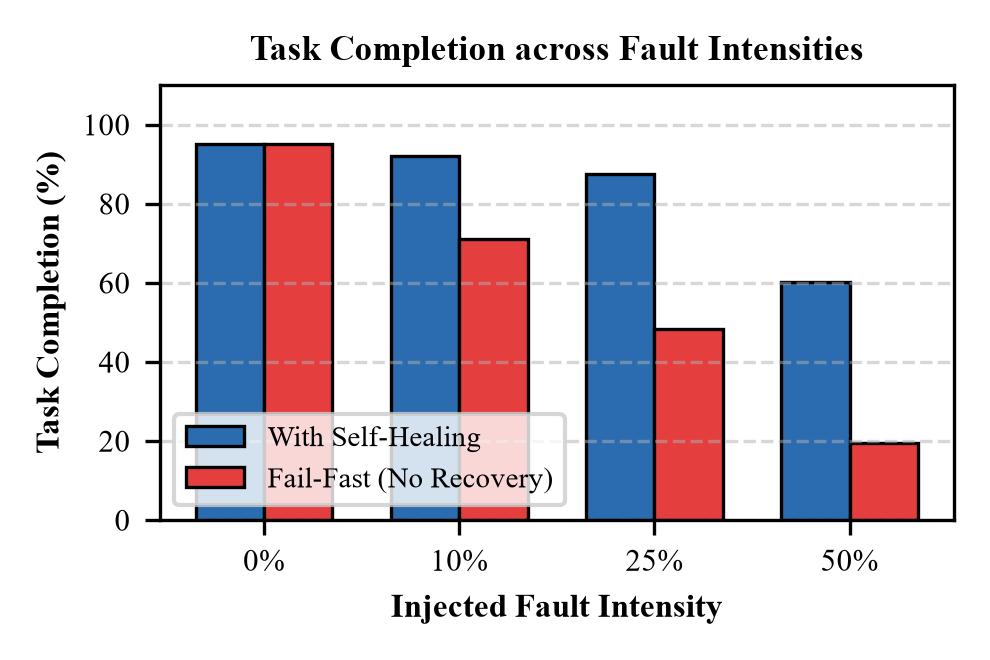 Task Completion across Fault Intensities
Task Completion (%)
100
80
60
40
20
0
With Self-Healing
Fail-Fast (No Recovery)
0% 10% 25% 50%
Injected Fault Intensity